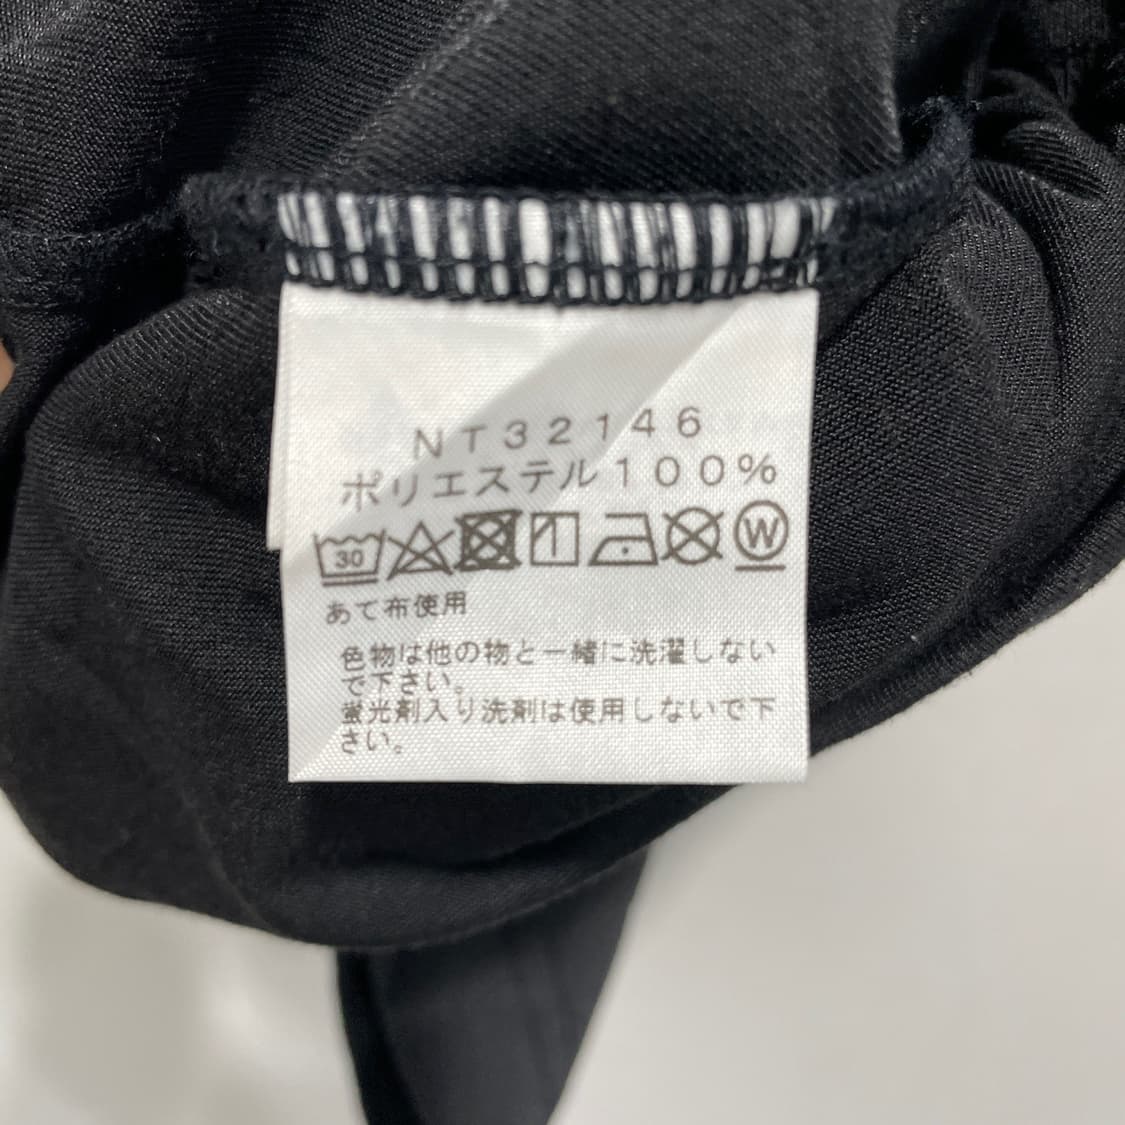 NT32146
ポリエステル100%
30 W
あて布使用
色物は他の物と一緒に洗濯しない
で下さい。
蛍光剤入り洗剤は使用しないで下
さい。